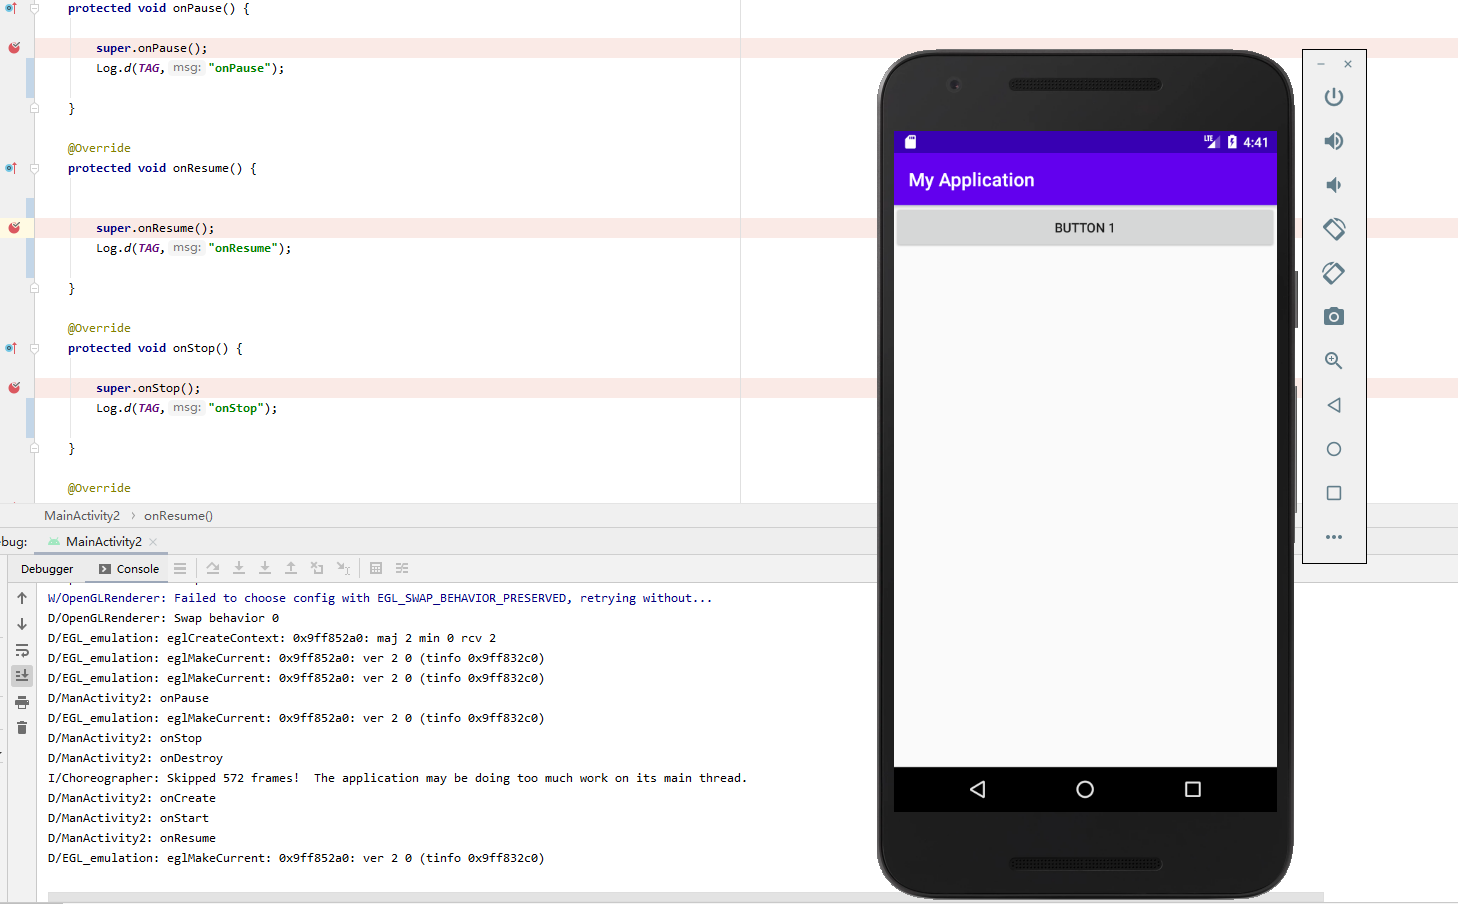 protected void onPause() {
super.onPause();
Log.d(TAG, msg: "onPause");
}
@Override
protected void onResume() {
super.onResume();
Log.d(TAG, msg: "onResume");
}
@Override
protected void onStop() {
super.onStop();
Log.d(TAG, msg: "onStop");
}
@Override
MainActivity2 › onResume()
ebug: MainActivity2 ×
Debugger Console
W/OpenGLRenderer: Failed to choose config with EGL_SWAP_BEHAVIOR_PRESERVED, retrying without...
D/OpenGLRenderer: Swap behavior 0
D/EGL_emulation: eglCreateContext: 0x9ff852a0: maj 2 min 0 rcv 2
D/EGL_emulation: eglMakeCurrent: 0x9ff852a0: ver 2 0 (tinfo 0x9ff832c0)
D/EGL_emulation: eglMakeCurrent: 0x9ff852a0: ver 2 0 (tinfo 0x9ff832c0)
D/ManActivity2: onPause
D/EGL_emulation: eglMakeCurrent: 0x9ff852a0: ver 2 0 (tinfo 0x9ff832c0)
D/ManActivity2: onStop
D/ManActivity2: onDestroy
I/Choreographer: Skipped 572 frames!  The application may be doing too much work on its main thread.
D/ManActivity2: onCreate
D/ManActivity2: onStart
D/ManActivity2: onResume
D/EGL_emulation: eglMakeCurrent: 0x9ff852a0: ver 2 0 (tinfo 0x9ff832c0)
LTE 4:41
My Application
BUTTON 1